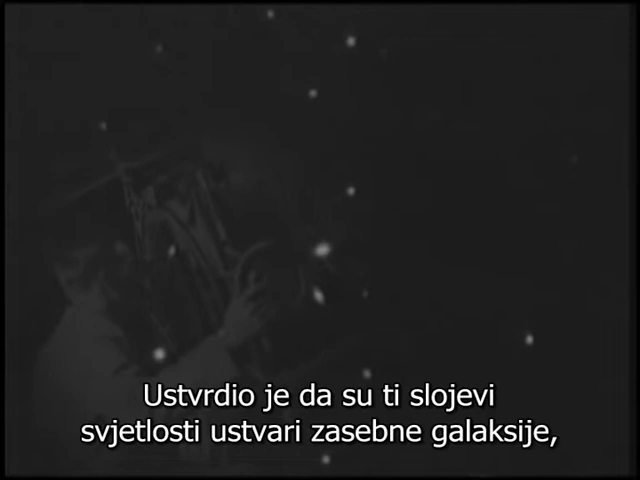 Ustvrdio je da su ti slojevi
svjetlosti ustvari zasebne galaksije,